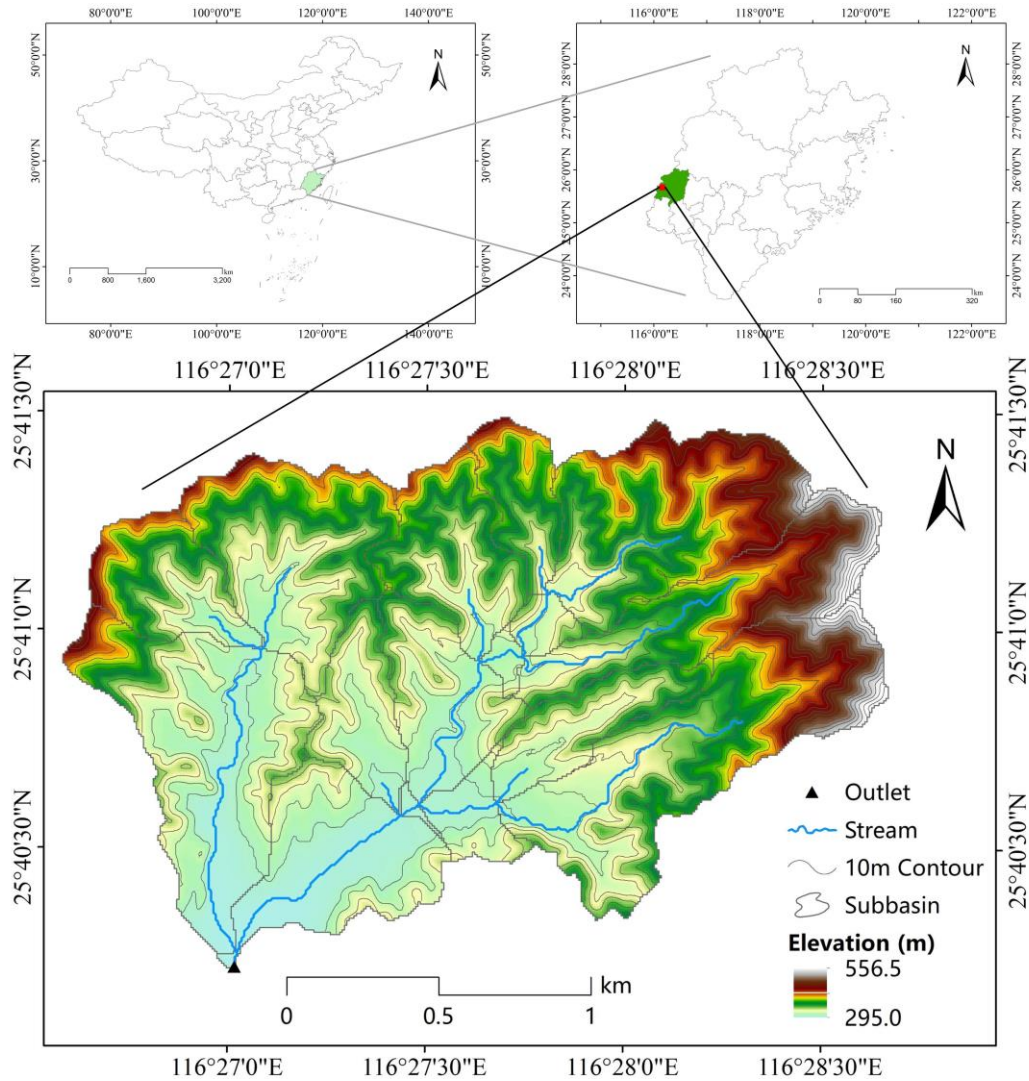 80°0'0"E 100°0'0"E 120°0'0"E 140°0'0"E
50°0'0"N
30°0'0"N
10°0'0"N
50°0'0"N
30°0'0"N
10°0'0"N
N
0 800 1,600 3,200
km
80°0'0"E 100°0'0"E 120°0'0"E 140°0'0"E
116°0'0"E 118°0'0"E 120°0'0"E 122°0'0"E
28°0'0"N
27°0'0"N
26°0'0"N
25°0'0"N
24°0'0"N
28°0'0"N
27°0'0"N
26°0'0"N
25°0'0"N
24°0'0"N
N
0 80 160 320
km
116°0'0"E 118°0'0"E 120°0'0"E 122°0'0"E
116°27'0"E 116°27'30"E 116°28'0"E 116°28'30"E
25°41'30"N
25°41'0"N
25°40'30"N
25°41'30"N
25°41'0"N
25°40'30"N
N
Outlet
Stream
10m Contour
Subbasin
Elevation (m)
556.5
295.0
km
0 0.5 1
116°27'0"E 116°27'30"E 116°28'0"E 116°28'30"E